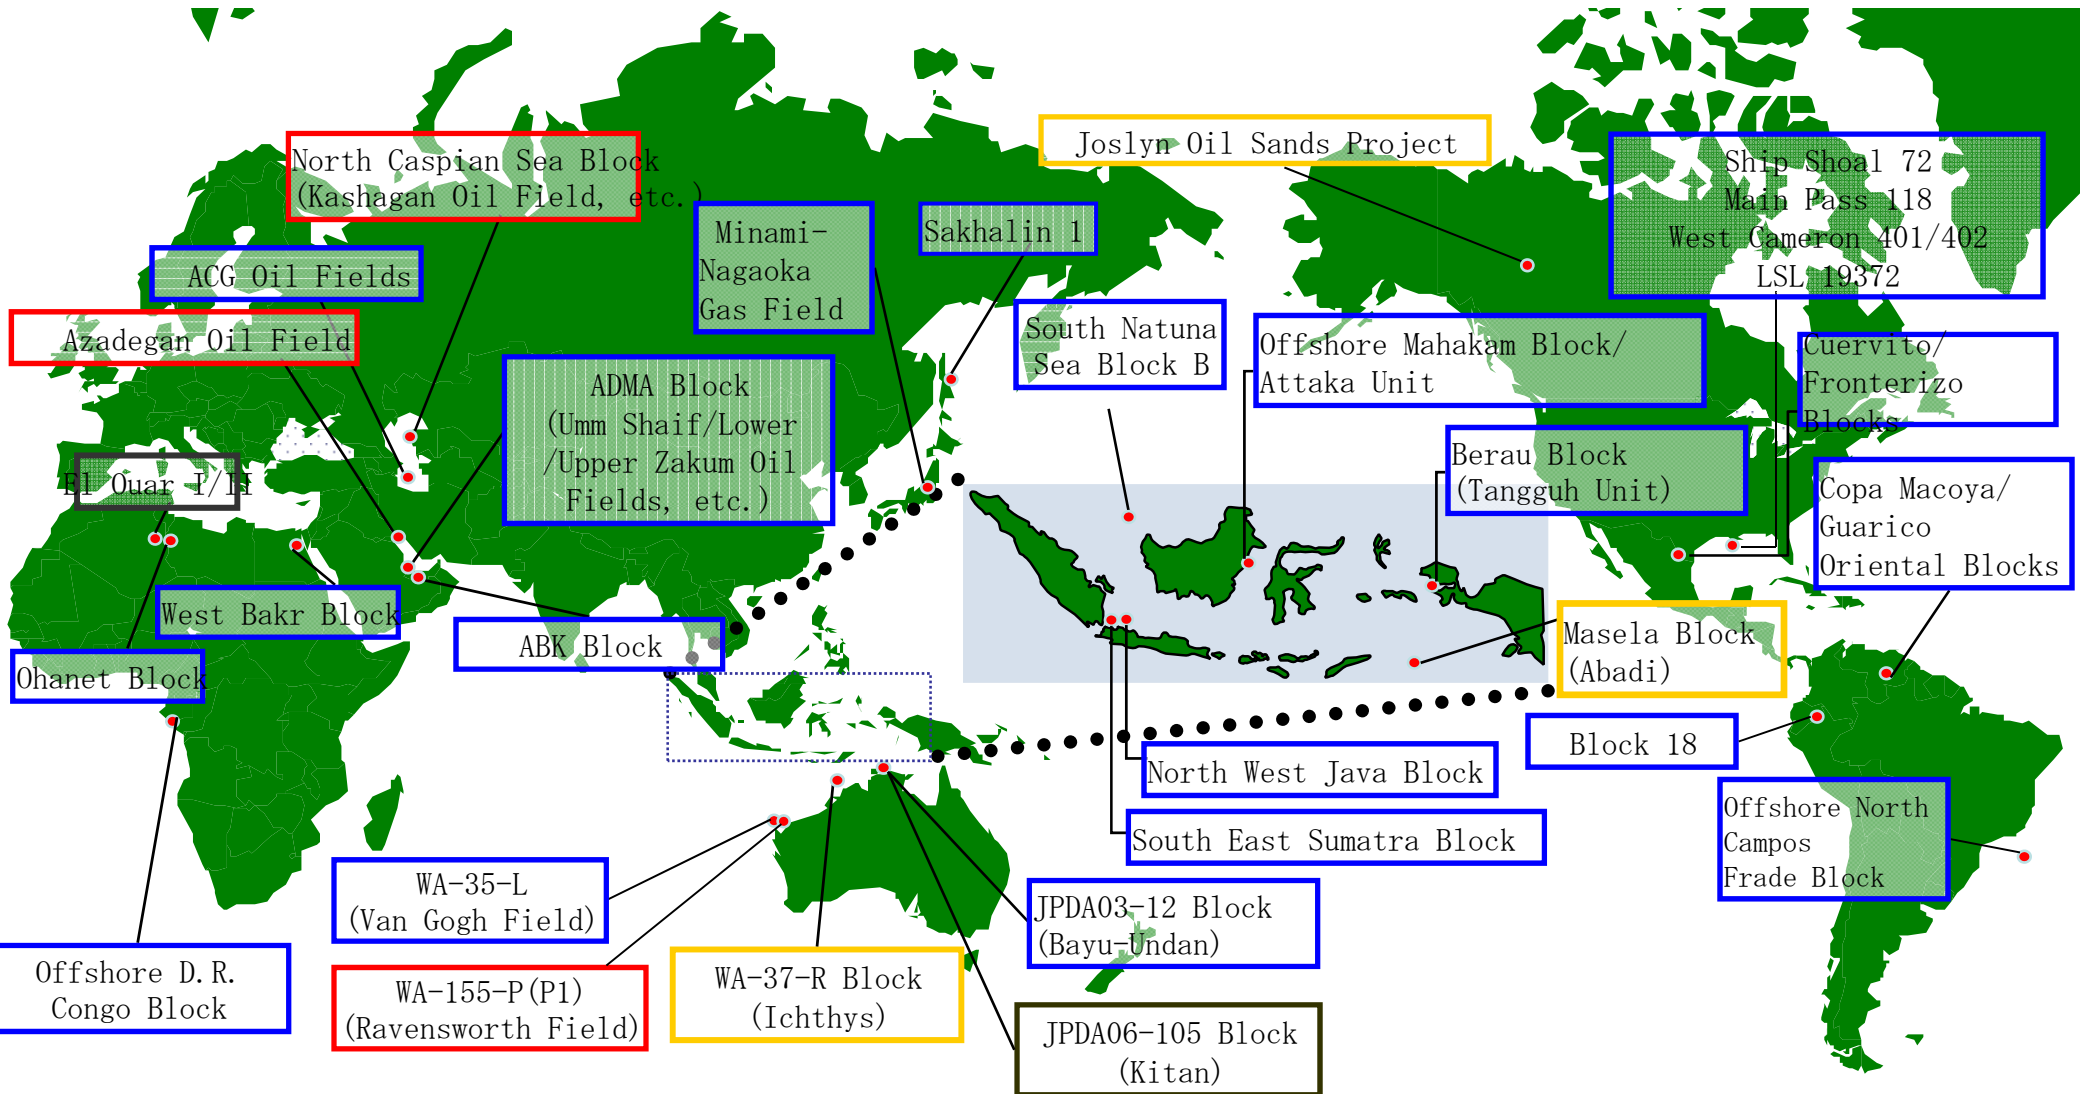 North Caspian Sea Block
(Kashagan Oil Field, etc.)
Joslyn Oil Sands Project
Ship Shoal 72
Main Pass 118
West Cameron 401/402
LSL 19372
ACG Oil Fields
Minami-
Nagaoka
Gas Field
Sakhalin 1
Azadegan Oil Field
South Natuna
Sea Block B
Offshore Mahakam Block/
Attaka Unit
Cuervito/
Fronterizo
Blocks
ADMA Block
(Umm Shaif/Lower
/Upper Zakum Oil
Fields, etc.)
Berau Block
(Tangguh Unit)
El Ouar I/II
Copa Macoya/
Guarico
Oriental Blocks
West Bakr Block
ABK Block
Masela Block
(Abadi)
Ohanet Block
Block 18
North West Java Block
South East Sumatra Block
Offshore North
Campos
Frade Block
WA-35-L
(Van Gogh Field)
JPDA03-12 Block
(Bayu-Undan)
Offshore D.R.
Congo Block
WA-155-P(P1)
(Ravensworth Field)
WA-37-R Block
(Ichthys)
JPDA06-105 Block
(Kitan)